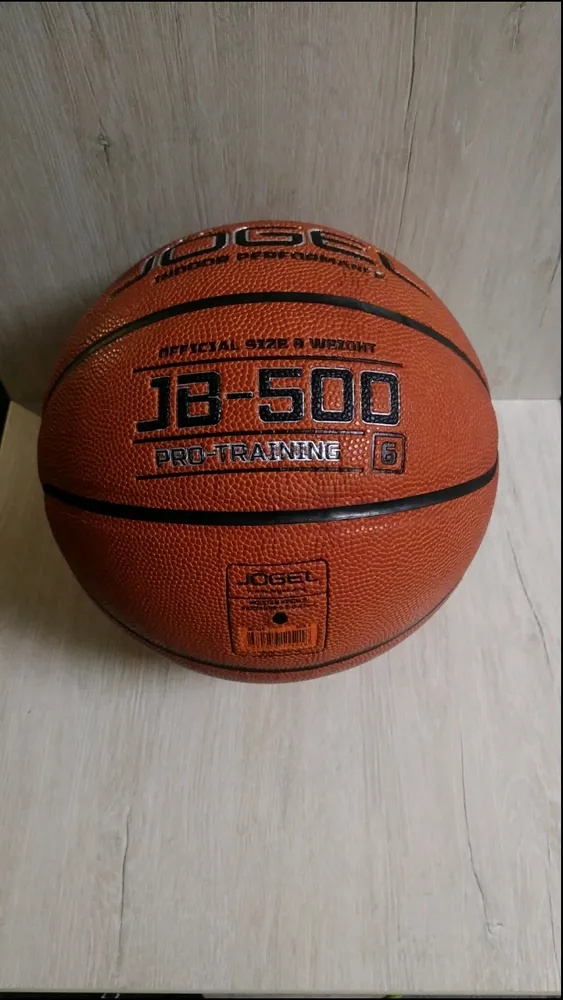 JÖGEL
INDOOR PERFORMANCE
OFFICIAL SIZE & WEIGHT
JB-500
PRO-TRAINING 6
JÖGEL